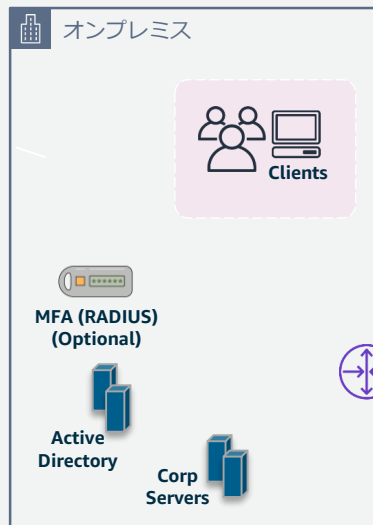 オンプレミス
Clients
MFA (RADIUS)
(Optional)
Active
Directory
Corp
Servers